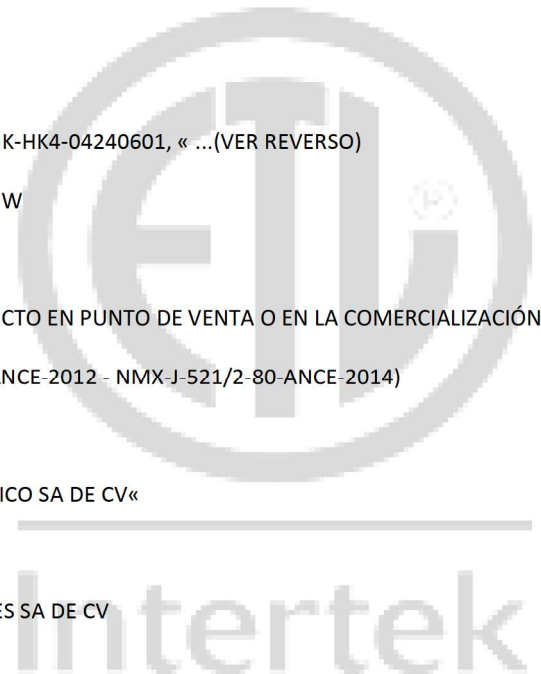 K-HK4-04240601, « ...(VER REVERSO)
W
CTO EN PUNTO DE VENTA O EN LA COMERCIALIZACIÓN
NCE-2012 - NMX-J-521/2-80-ANCE-2014)
ICO SA DE CV«
ES SA DE CV
ETL
Intertek